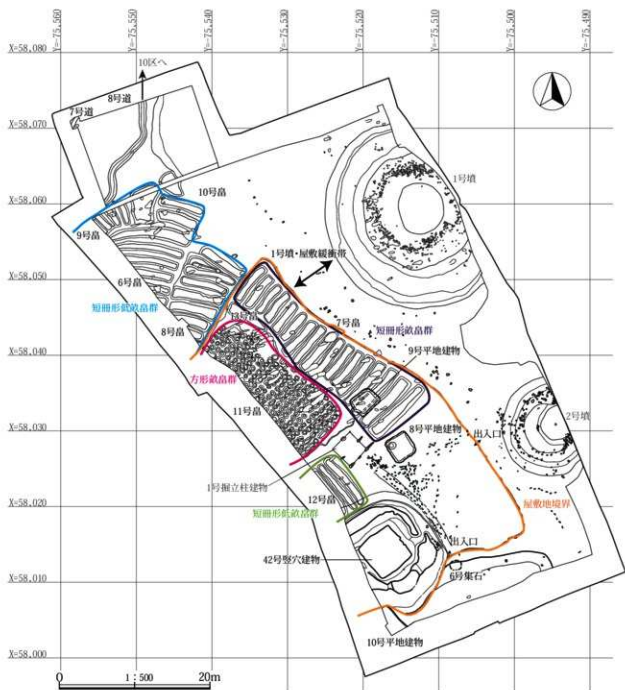 Y=-75,560
Y=-75,550
Y=-75,540
Y=-75,530
Y=-75,520
Y=-75,510
Y=-75,500
Y=-75,490
X=58,080
10区へ
8号道
7号道
X=58,070
10号畠
1号墳
X=58,060
9号畠
1号墳・屋敷緩衝帯
X=58,050
6号畠
短冊形低畝畠群
13号畠
7号畠
短冊形畝畠群
8号畠
X=58,040
9号平地建物
方形畝畠群
11号畠
2号墳
X=58,030
8号平地建物
出入口
1号掘立柱建物
12号畠
X=58,020
短冊形低畝畠群
屋敷地境界
出入口
42号竪穴建物
6号集石
X=58,010
10号平地建物
X=58,000
0
1:500
20m